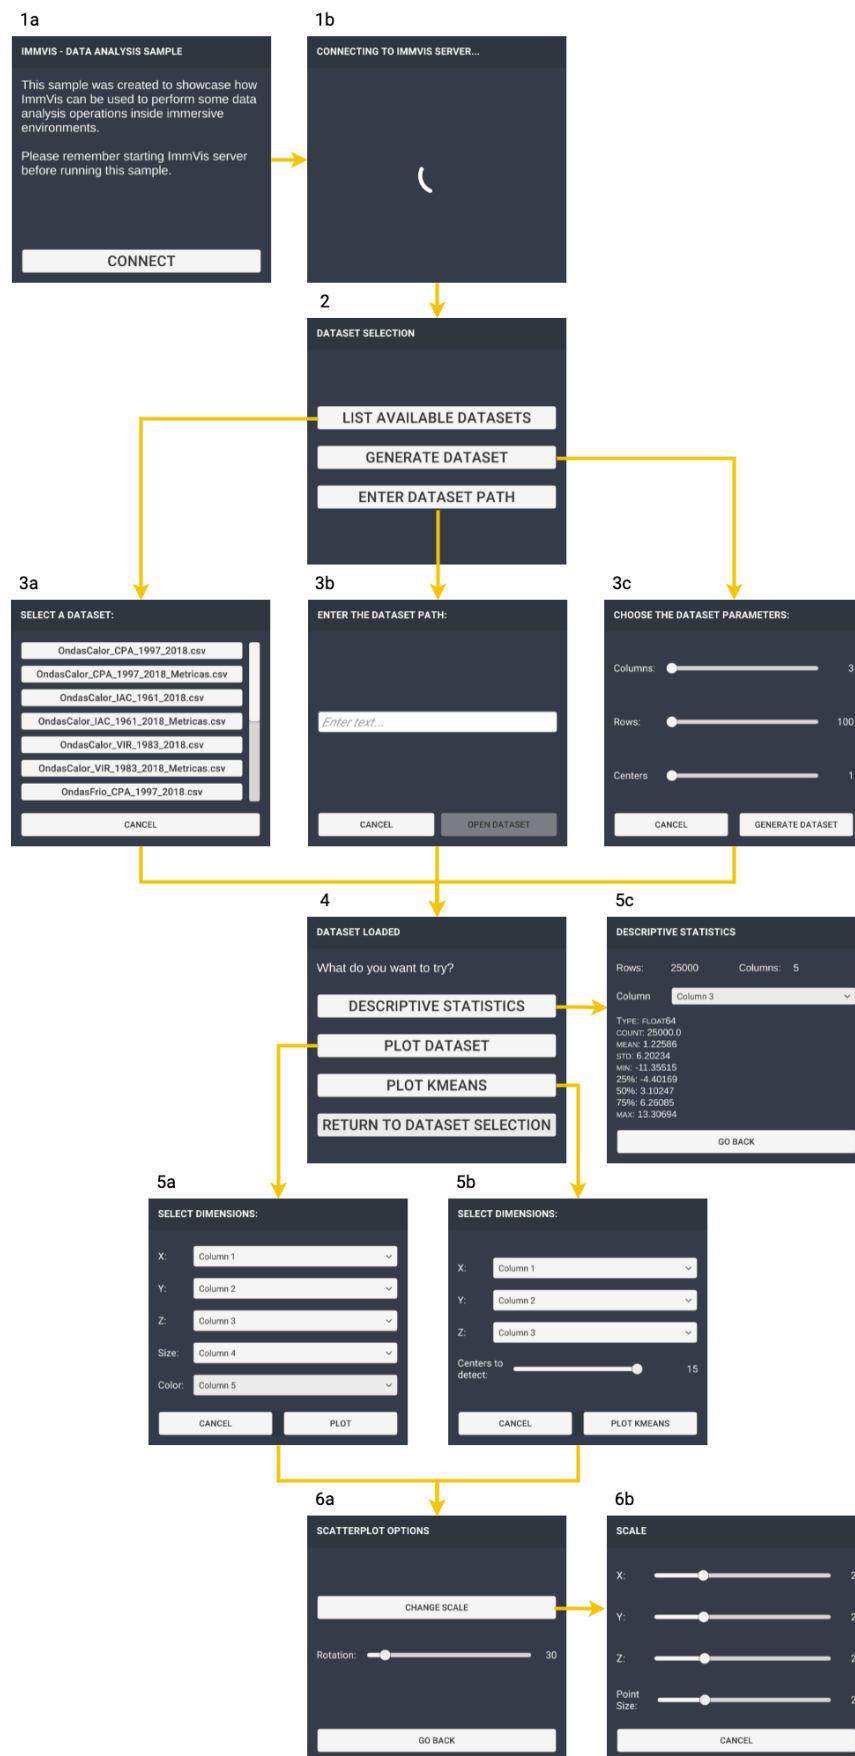 1a
1b
IMMVIS - DATA ANALYSIS SAMPLE
This sample was created to showcase how
ImmVis can be used to perform some data
analysis operations inside immersive
environments.
Please remember starting ImmVis server
before running this sample.
CONNECT
CONNECTING TO IMMVIS SERVER...
2
DATASET SELECTION
LIST AVAILABLE DATASETS
GENERATE DATASET
ENTER DATASET PATH
3a
SELECT A DATASET:
OndasCalor_CPA_1997_2018.csv
OndasCalor_CPA_1997_2018_Metricas.csv
OndasCalor_IAC_1961_2018.csv
OndasCalor_IAC_1961_2018_Metricas.csv
OndasCalor_VIR_1983_2018.csv
OndasCalor_VIR_1983_2018_Metricas.csv
OndasFrio_CPA_1997_2018.csv
CANCEL
3b
ENTER THE DATASET PATH:
Enter text...
CANCEL
OPEN DATASET
3c
CHOOSE THE DATASET PARAMETERS:
Columns: 3
Rows: 100
Centers 1
CANCEL
GENERATE DATASET
4
DATASET LOADED
What do you want to try?
DESCRIPTIVE STATISTICS
PLOT DATASET
PLOT KMEANS
RETURN TO DATASET SELECTION
5c
DESCRIPTIVE STATISTICS
Rows: 25000 Columns: 5
Column Column 3
TYPE: FLOAT64
COUNT: 25000.0
MEAN: 1.22586
STD: 6.20234
MIN: -11.35515
25%: -4.40169
50%: 3.10247
75%: 6.26085
MAX: 13.30694
GO BACK
5a
SELECT DIMENSIONS:
X: Column 1
Y: Column 2
Z: Column 3
Size: Column 4
Color: Column 5
CANCEL
PLOT
5b
SELECT DIMENSIONS:
X: Column 1
Y: Column 2
Z: Column 3
Centers to
detect: 15
CANCEL
PLOT KMEANS
6a
SCATTERPLOT OPTIONS
CHANGE SCALE
Rotation: 30
GO BACK
6b
SCALE
X: 2
Y: 2
Z: 2
Point
Size: 2
CANCEL